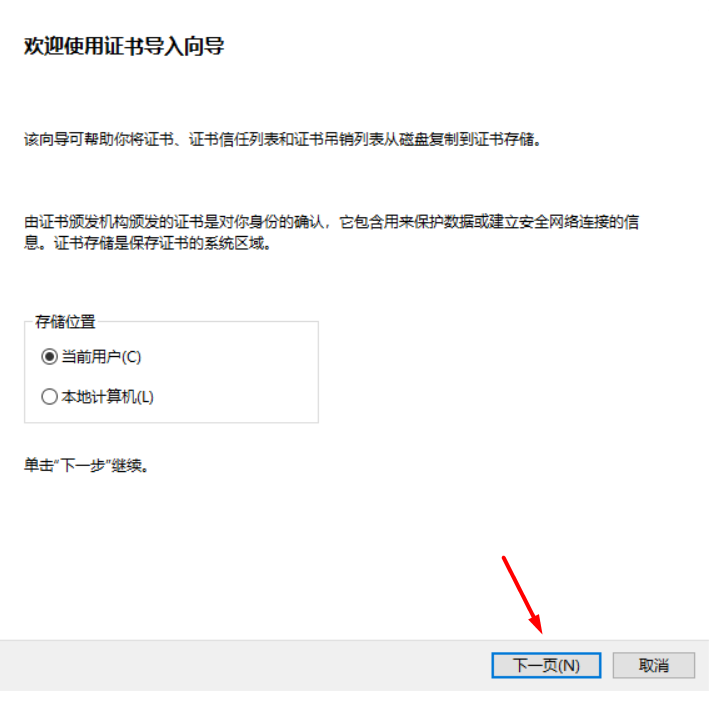 欢迎使用证书导入向导
该向导可帮助你将证书、证书信任列表和证书吊销列表从磁盘复制到证书存储。
由证书颁发机构颁发的证书是对你身份的确认，它包含用来保护数据或建立安全网络连接的信
息。证书存储是保存证书的系统区域。
存储位置
当前用户(C)
本地计算机(L)
单击"下一步"继续。
下一页(N)
取消